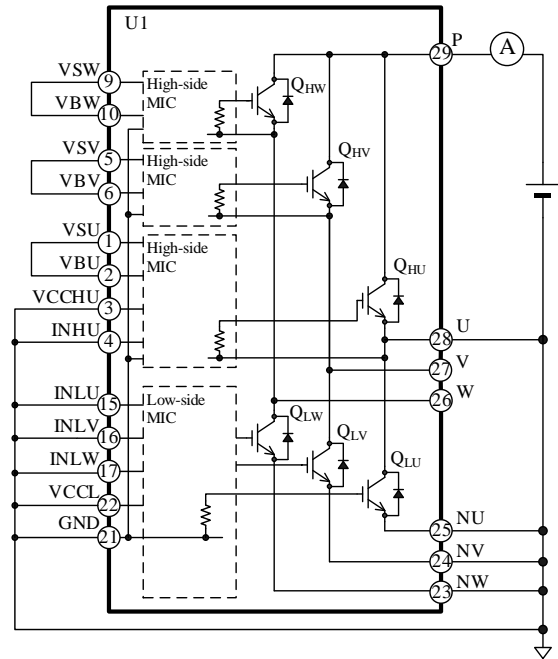 U1
P
29
A
VSW
9
High-side
MIC
QHW
VBW
10
VSV
5
High-side
MIC
QHV
VBV
6
VSU
1
High-side
MIC
VBU
2
QHU
VCCHU
3
INHU
4
U
28
V
27
W
26
INLU
15
Low-side
MIC
QLW
QLV
QLU
INLV
16
INLW
17
VCCL
22
GND
21
NU
25
NV
24
NW
23